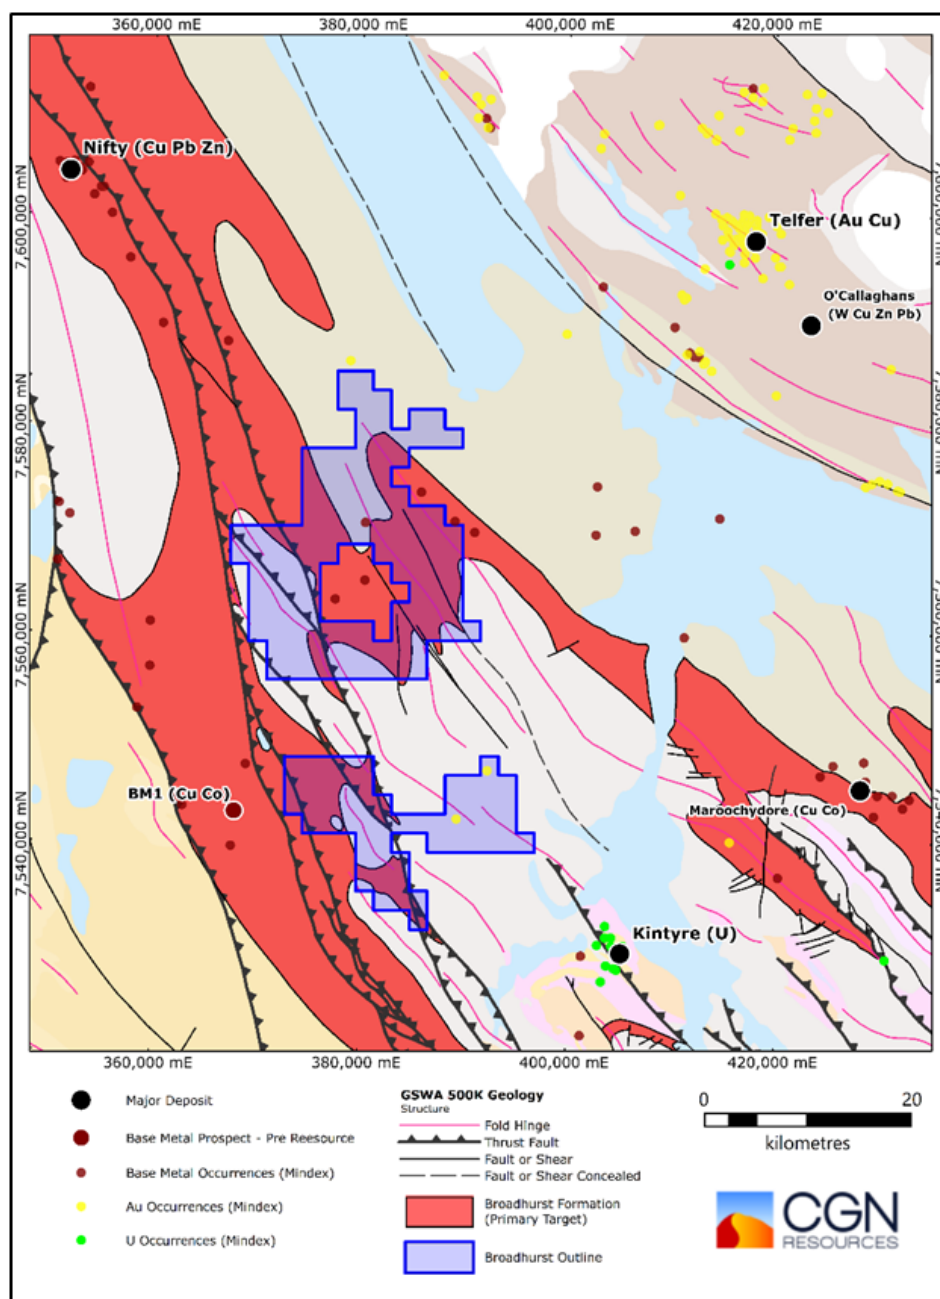 360,000 mE
380,000 mE
400,000 mE
420,000 mE
7,600,000 mN
7,580,000 mN
7,560,000 mN
7,540,000 mN
Nifty (Cu Pb Zn)
Telfer (Au Cu)
O'Callaghans
(W Cu Zn Pb)
BM1 (Cu Co)
Maroochydore (Cu Co)
Kintyre (U)
360,000 mE
380,000 mE
400,000 mE
420,000 mE
Major Deposit
Base Metal Prospect - Pre Reesource
Base Metal Occurrences (Mindex)
Au Occurrences (Mindex)
U Occurrences (Mindex)
GSWA 500K Geology
Structure
Fold Hinge
Thrust Fault
Fault or Shear
Fault or Shear Concealed
Broadhurst Formation
(Primary Target)
Broadhurst Outline
0
20
kilometres
CGN
RESOURCES